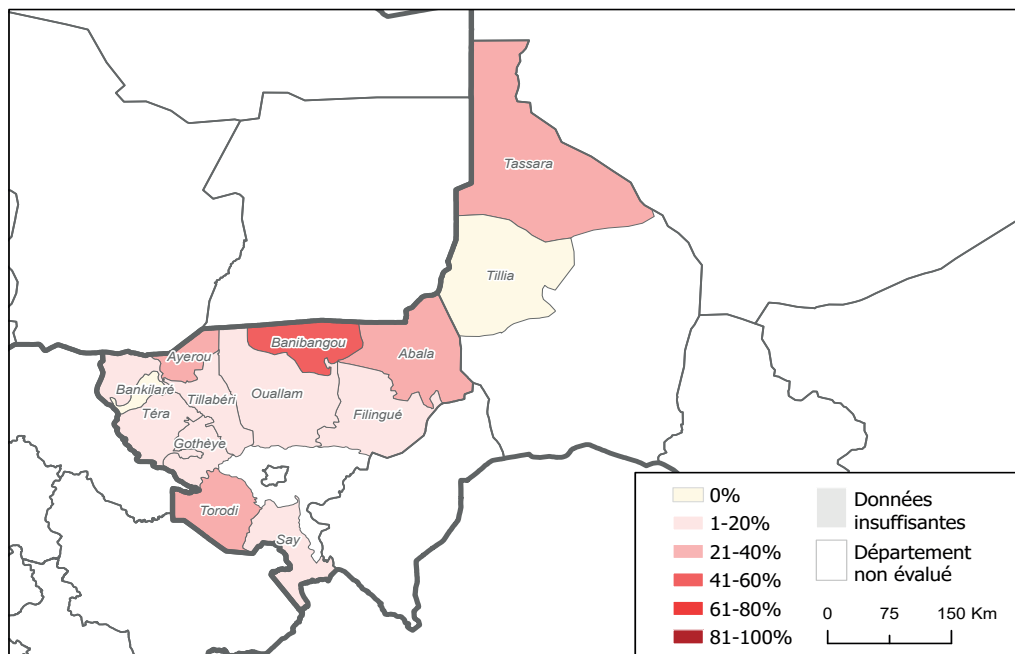 Tassara
Tillia
Banibangou
Ayerou
Abala
Bankilaré
Ouallam
Tillabéri
Téra
Filingué
Gothèye
Torodi
Say
0%
1-20%
21-40%
41-60%
61-80%
81-100%
Données
insuffisantes
Département
non évalué
0 75 150 Km